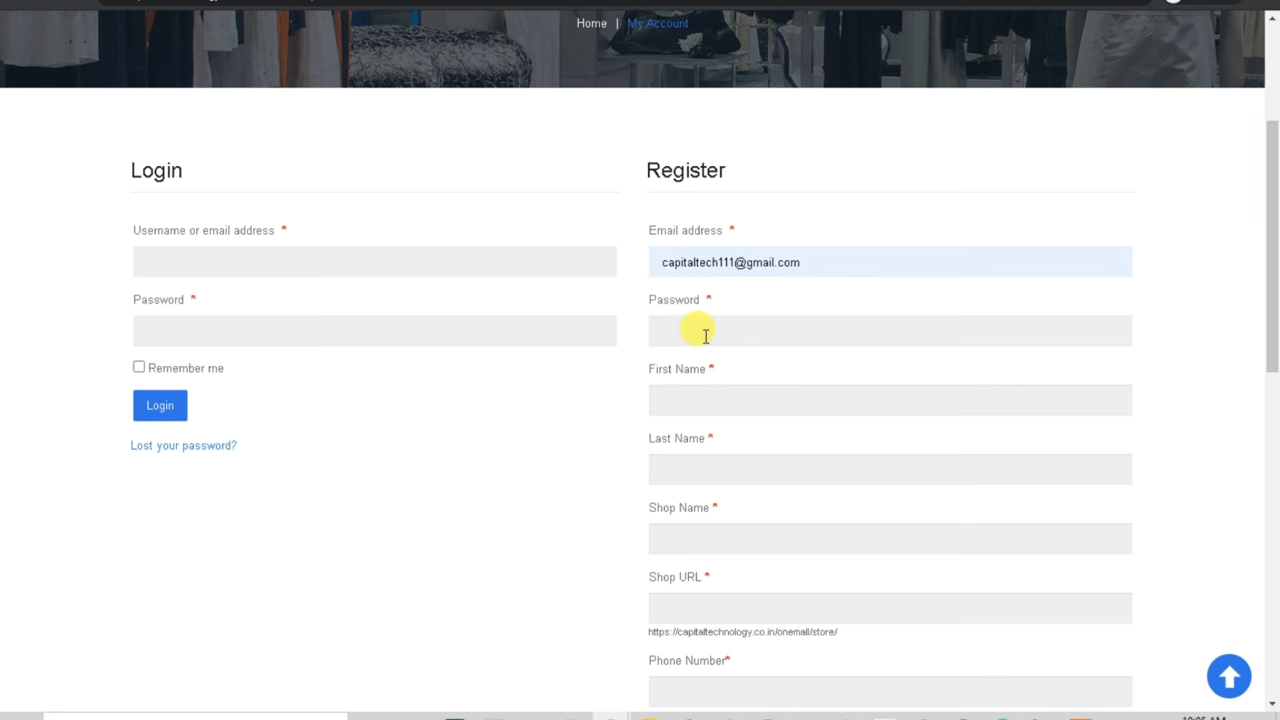 Home | My Account
Login
Username or email address *
Password *
Remember me
Login
Lost your password?
Register
Email address *
capitaltech111@gmail.com
Password *
First Name *
Last Name *
Shop Name *
Shop URL *
https://capitaltechnology.co.in/onemall/store/
Phone Number*